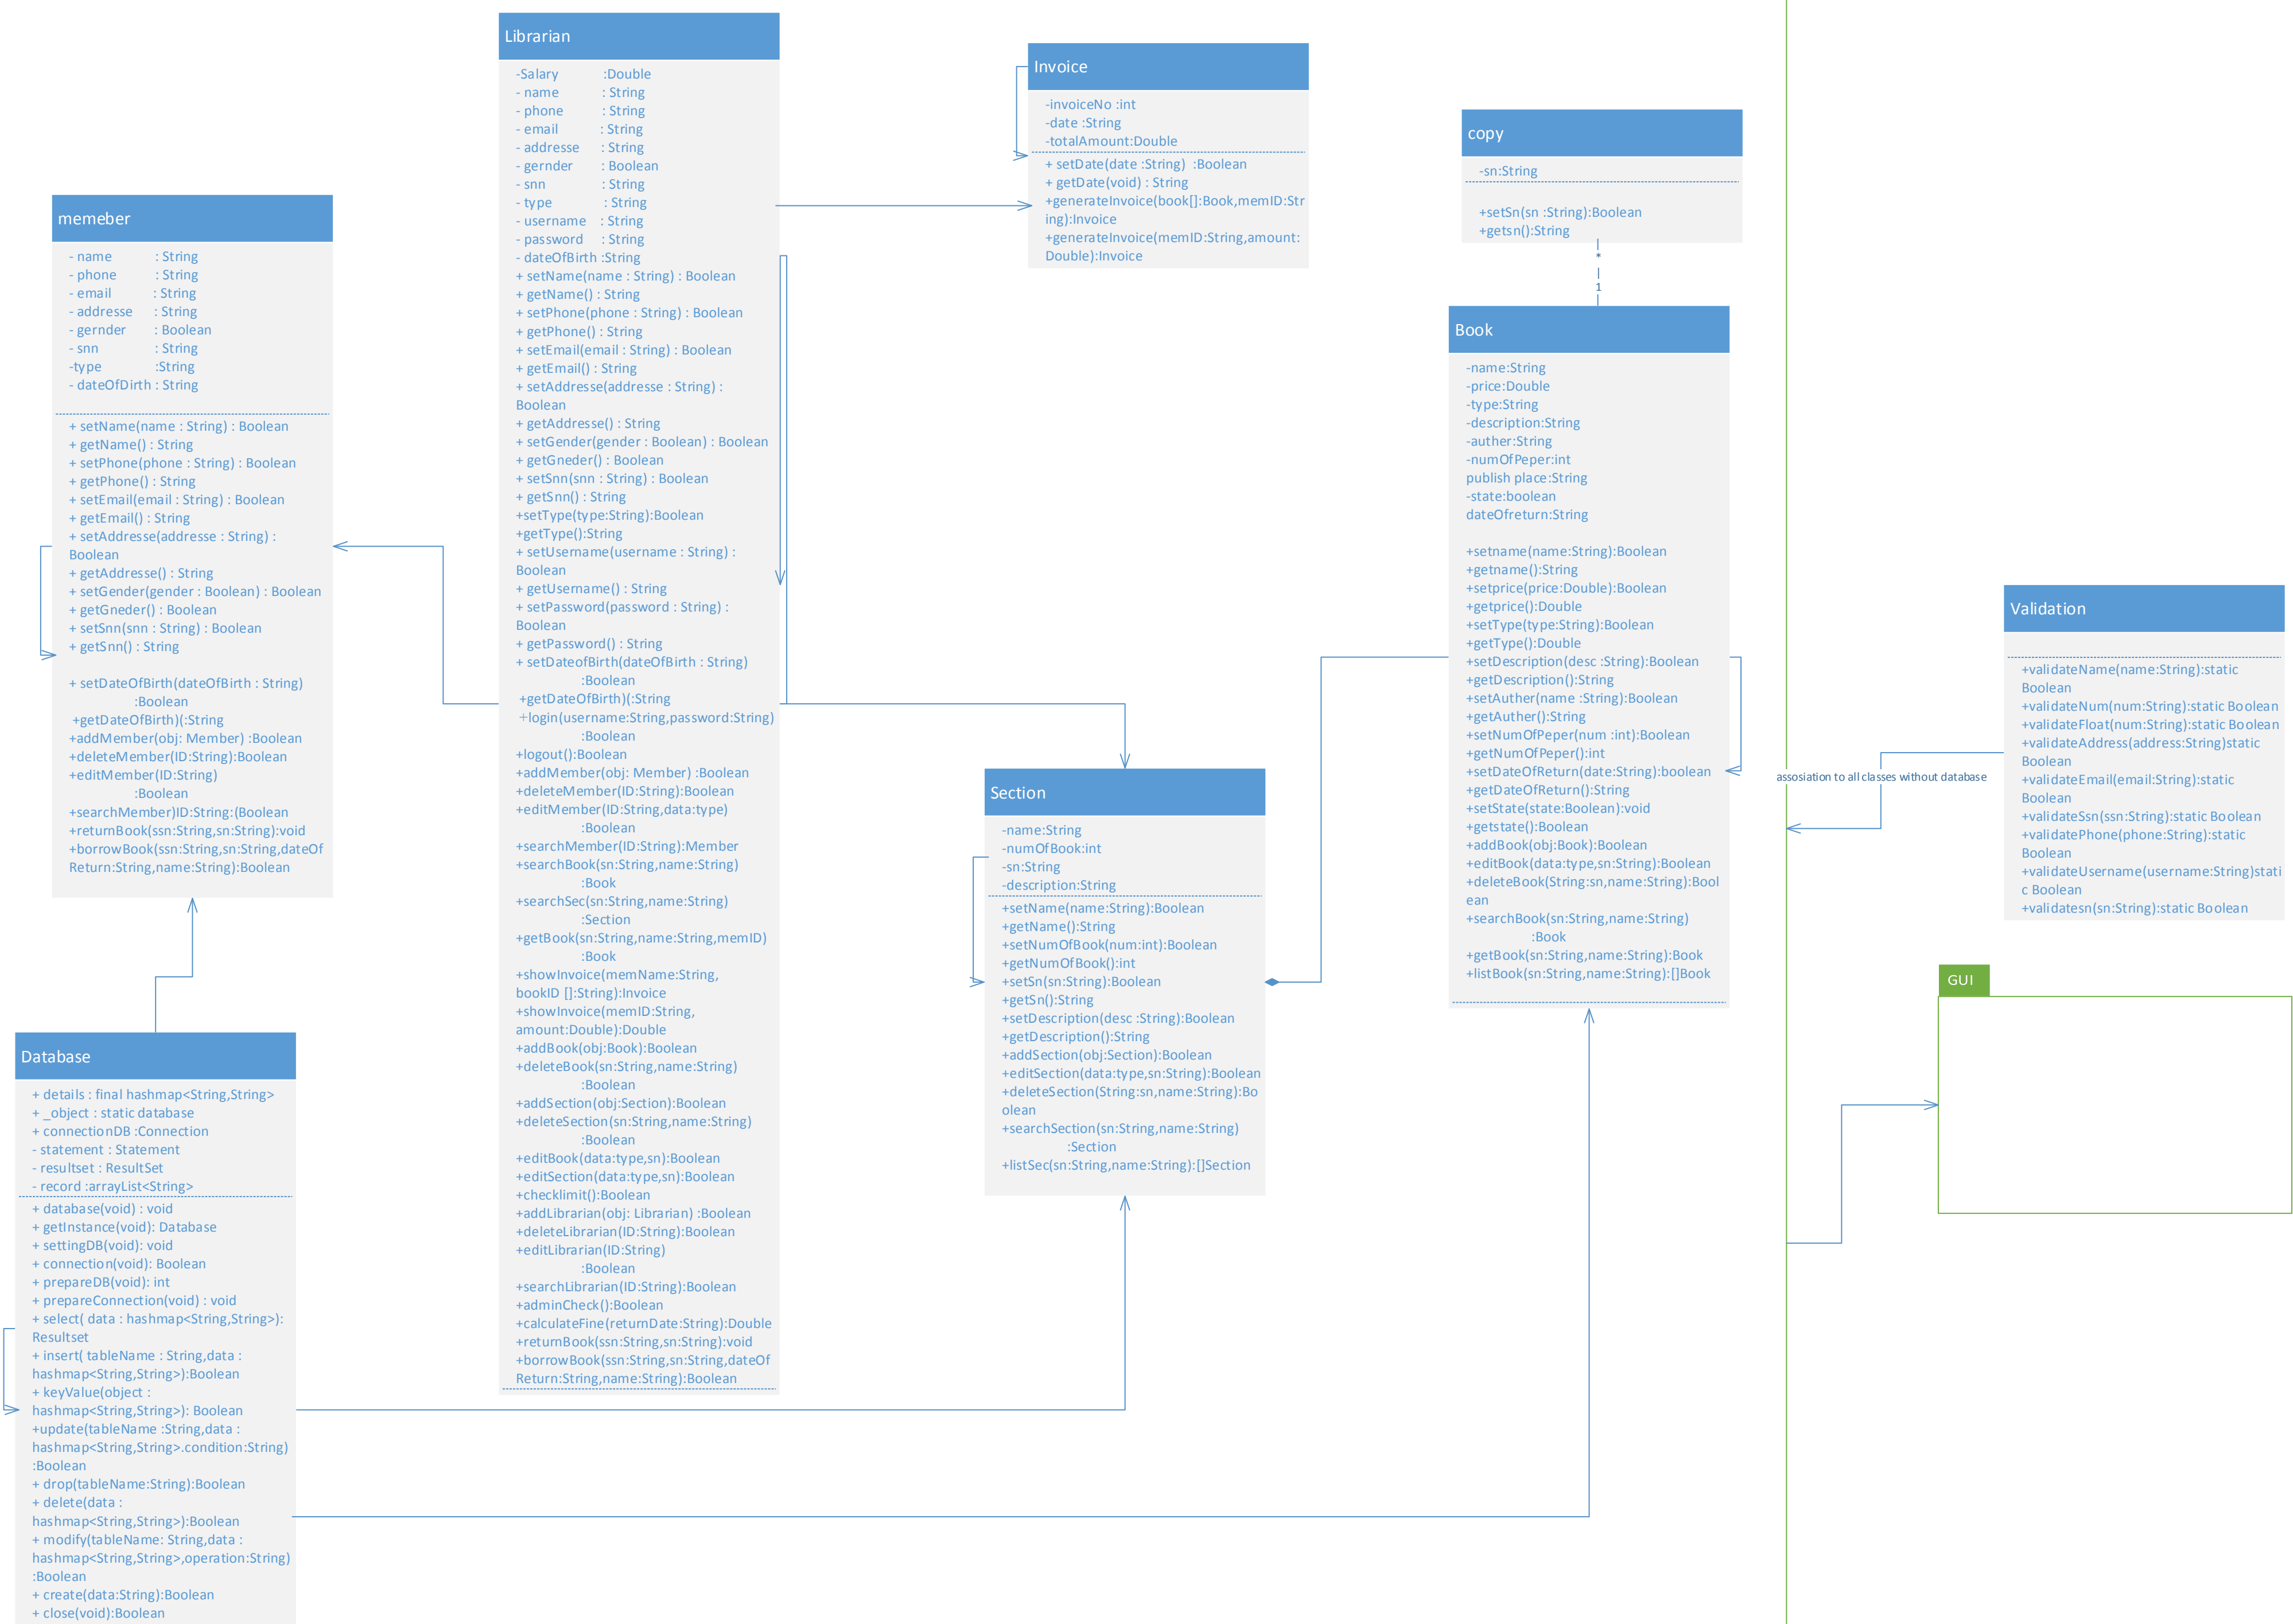 Librarian
-Salary :Double
- name : String
- phone : String
- email : String
- addresse : String
- gernder : Boolean
- snn : String
- type : String
- username : String
- password : String
- dateOfBirth :String
+ setName(name : String) : Boolean
+ getName() : String
+ setPhone(phone : String) : Boolean
+ getPhone() : String
+ setEmail(email : String) : Boolean
+ getEmail() : String
+ setAddresse(addresse : String) :
Boolean
+ getAddresse() : String
+ setGender(gender : Boolean) : Boolean
+ getGneder() : Boolean
+ setSnn(snn : String) : Boolean
+ getSnn() : String
+setType(type:String):Boolean
+getType():String
+ setUsername(username : String) :
Boolean
+ getUsername() : String
+ setPassword(password : String) :
Boolean
+ getPassword() : String
+ setDateofBirth(dateOfBirth : String)
:Boolean
+getDateOfBirth)(:String
+login(username:String,password:String)
:Boolean
+logout():Boolean
+addMember(obj: Member) :Boolean
+deleteMember(ID:String):Boolean
+editMember(ID:String,data:type)
:Boolean
+searchMember(ID:String):Member
+searchBook(sn:String,name:String)
:Book
+searchSec(sn:String,name:String)
:Section
+getBook(sn:String,name:String,memID)
:Book
+showInvoice(memName:String,
bookID []:String):Invoice
+showInvoice(memID:String,
amount:Double):Double
+addBook(obj:Book):Boolean
+deleteBook(sn:String,name:String)
:Boolean
+addSection(obj:Section):Boolean
+deleteSection(sn:String,name:String)
:Boolean
+editBook(data:type,sn):Boolean
+editSection(data:type,sn):Boolean
+checklimit():Boolean
+addLibrarian(obj: Librarian) :Boolean
+deleteLibrarian(ID:String):Boolean
+editLibrarian(ID:String)
:Boolean
+searchLibrarian(ID:String):Boolean
+adminCheck():Boolean
+calculateFine(returnDate:String):Double
+returnBook(ssn:String,sn:String):void
+borrowBook(ssn:String,sn:String,dateOf
Return:String,name:String):Boolean
Invoice
-invoiceNo :int
-date :String
-totalAmount:Double
+ setDate(date :String) :Boolean
+ getDate(void) : String
+generateInvoice(book[]:Book,memID:Str
ing):Invoice
+generateInvoice(memID:String,amount:
Double):Invoice
copy
-sn:String
+setSn(sn :String):Boolean
+getsn():String
*
1
memeber
- name : String
- phone : String
- email : String
- addresse : String
- gernder : Boolean
- snn : String
-type :String
- dateOfDirth : String
+ setName(name : String) : Boolean
+ getName() : String
+ setPhone(phone : String) : Boolean
+ getPhone() : String
+ setEmail(email : String) : Boolean
+ getEmail() : String
+ setAddresse(addresse : String) :
Boolean
+ getAddresse() : String
+ setGender(gender : Boolean) : Boolean
+ getGneder() : Boolean
+ setSnn(snn : String) : Boolean
+ getSnn() : String
+ setDateOfBirth(dateOfBirth : String)
:Boolean
+getDateOfBirth)(:String
+addMember(obj: Member) :Boolean
+deleteMember(ID:String):Boolean
+editMember(ID:String)
:Boolean
+searchMember)ID:String:(Boolean
+returnBook(ssn:String,sn:String):void
+borrowBook(ssn:String,sn:String,dateOf
Return:String,name:String):Boolean
Book
-name:String
-price:Double
-type:String
-description:String
-auther:String
-numOfPeper:int
publish place:String
-state:boolean
dateOfreturn:String
+setname(name:String):Boolean
+getname():String
+setprice(price:Double):Boolean
+getprice():Double
+setType(type:String):Boolean
+getType():Double
+setDescription(desc :String):Boolean
+getDescription():String
+setAuther(name :String):Boolean
+getAuther():String
+setNumOfPeper(num :int):Boolean
+getNumOfPeper():int
+setDateOfReturn(date:String):boolean
+getDateOfReturn():String
+setState(state:Boolean):void
+getstate():Boolean
+addBook(obj:Book):Boolean
+editBook(data:type,sn:String):Boolean
+deleteBook(String:sn,name:String):Bool
ean
+searchBook(sn:String,name:String)
:Book
+getBook(sn:String,name:String):Book
+listBook(sn:String,name:String):[]Book
Validation
+validateName(name:String):static
Boolean
+validateNum(num:String):static Boolean
+validateFloat(num:String):static Boolean
+validateAddress(address:String)static
Boolean
+validateEmail(email:String):static
Boolean
+validateSsn(ssn:String):static Boolean
+validatePhone(phone:String):static
Boolean
+validateUsername(username:String)stati
c Boolean
+validatesn(sn:String):static Boolean
assosiation to all classes without database
Section
-name:String
-numOfBook:int
-sn:String
-description:String
+setName(name:String):Boolean
+getName():String
+setNumOfBook(num:int):Boolean
+getNumOfBook():int
+setSn(sn:String):Boolean
+getSn():String
+setDescription(desc :String):Boolean
+getDescription():String
+addSection(obj:Section):Boolean
+editSection(data:type,sn:String):Boolean
+deleteSection(String:sn,name:String):Bo
olean
+searchSection(sn:String,name:String)
:Section
+listSec(sn:String,name:String):[]Section
GUI
Database
+ details : final hashmap<String,String>
+ _object : static database
+ connectionDB :Connection
- statement : Statement
- resultset : ResultSet
- record :arrayList<String>
+ database(void) : void
+ getInstance(void): Database
+ settingDB(void): void
+ connection(void): Boolean
+ prepareDB(void): int
+ prepareConnection(void) : void
+ select( data : hashmap<String,String>):
Resultset
+ insert( tableName : String,data :
hashmap<String,String>):Boolean
+ keyValue(object :
hashmap<String,String>): Boolean
+update(tableName :String,data :
hashmap<String,String>.condition:String)
:Boolean
+ drop(tableName:String):Boolean
+ delete(data :
hashmap<String,String>):Boolean
+ modify(tableName: String,data :
hashmap<String,String>,operation:String)
:Boolean
+ create(data:String):Boolean
+ close(void):Boolean